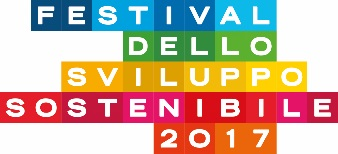 FESTIVAL
DELLO
SVILUPPO
SOSTENIBILE
2017